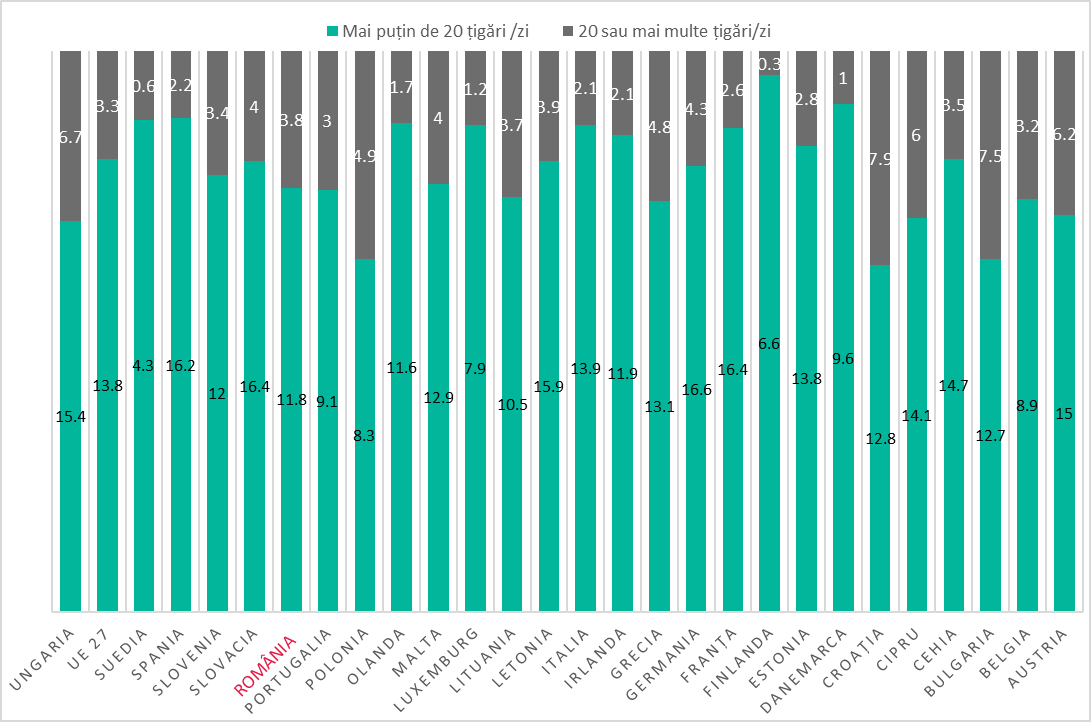 Mai puțin de 20 țigări /zi 20 sau mai multe țigări/zi
6.7 3.3 0.6 2.2 3.4 4 3.8 3 4.9 1.7 4 1.2 3.7 3.9 2.1 2.1 4.8 4.3 2.6 0.3 2.8 1 7.9 6 3.5 7.5 3.2 6.2
15.4 13.8 4.3 16.2 12 16.4 11.8 9.1 8.3 11.6 12.9 7.9 10.5 15.9 13.9 11.9 13.1 16.6 16.4 6.6 13.8 9.6 12.8 14.1 14.7 12.7 8.9 15
UNGARIA
UE 27
SUEDIA
SPANIA
SLOVENIA
SLOVACIA
ROMÂNIA
PORTUGALIA
POLONIA
OLANDA
MALTA
LUXEMBURG
LITUANIA
LETONIA
ITALIA
IRLANDA
GRECIA
GERMANIA
FRANȚA
FINLANDA
ESTONIA
DANEMARCA
CROATIA
CIPRU
CEHIA
BULGARIA
BELGIA
AUSTRIA